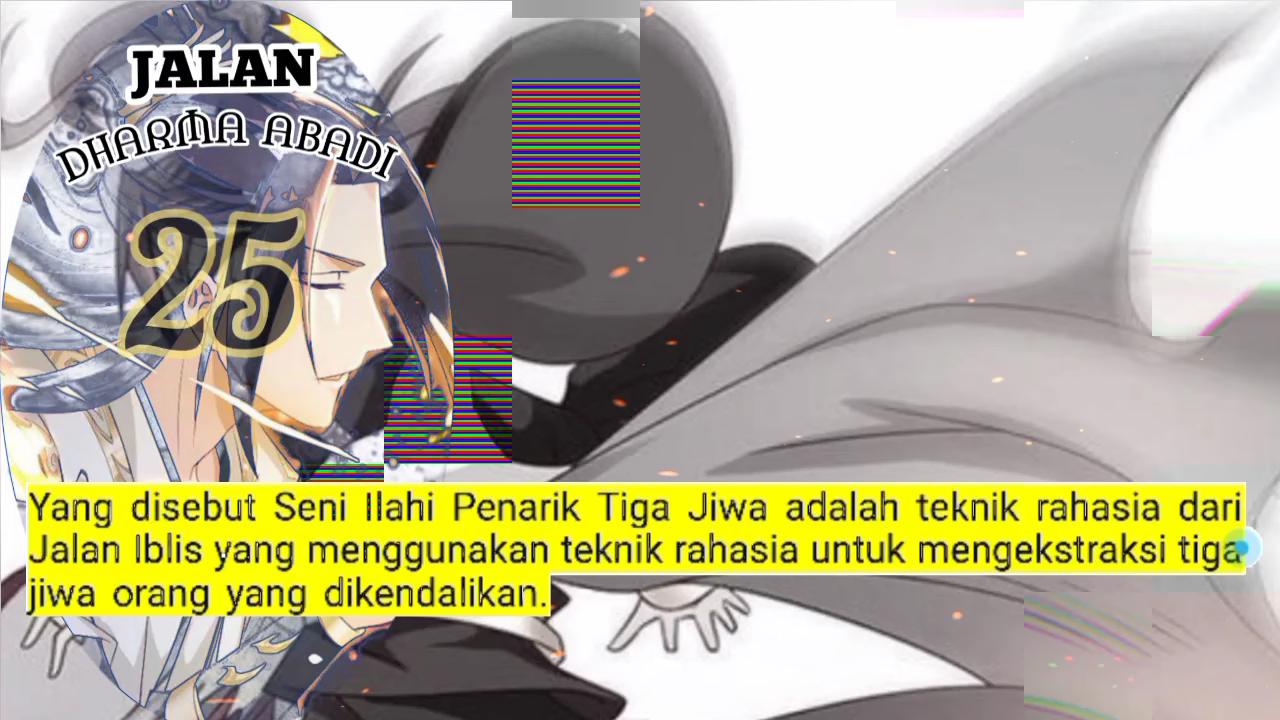 JALAN
DHARMA ABADI
25
Yang disebut Seni Ilahi Penarik Tiga Jiwa adalah teknik rahasia dari
Jalan Iblis yang menggunakan teknik rahasia untuk mengekstraksi tiga
jiwa orang yang dikendalikan.